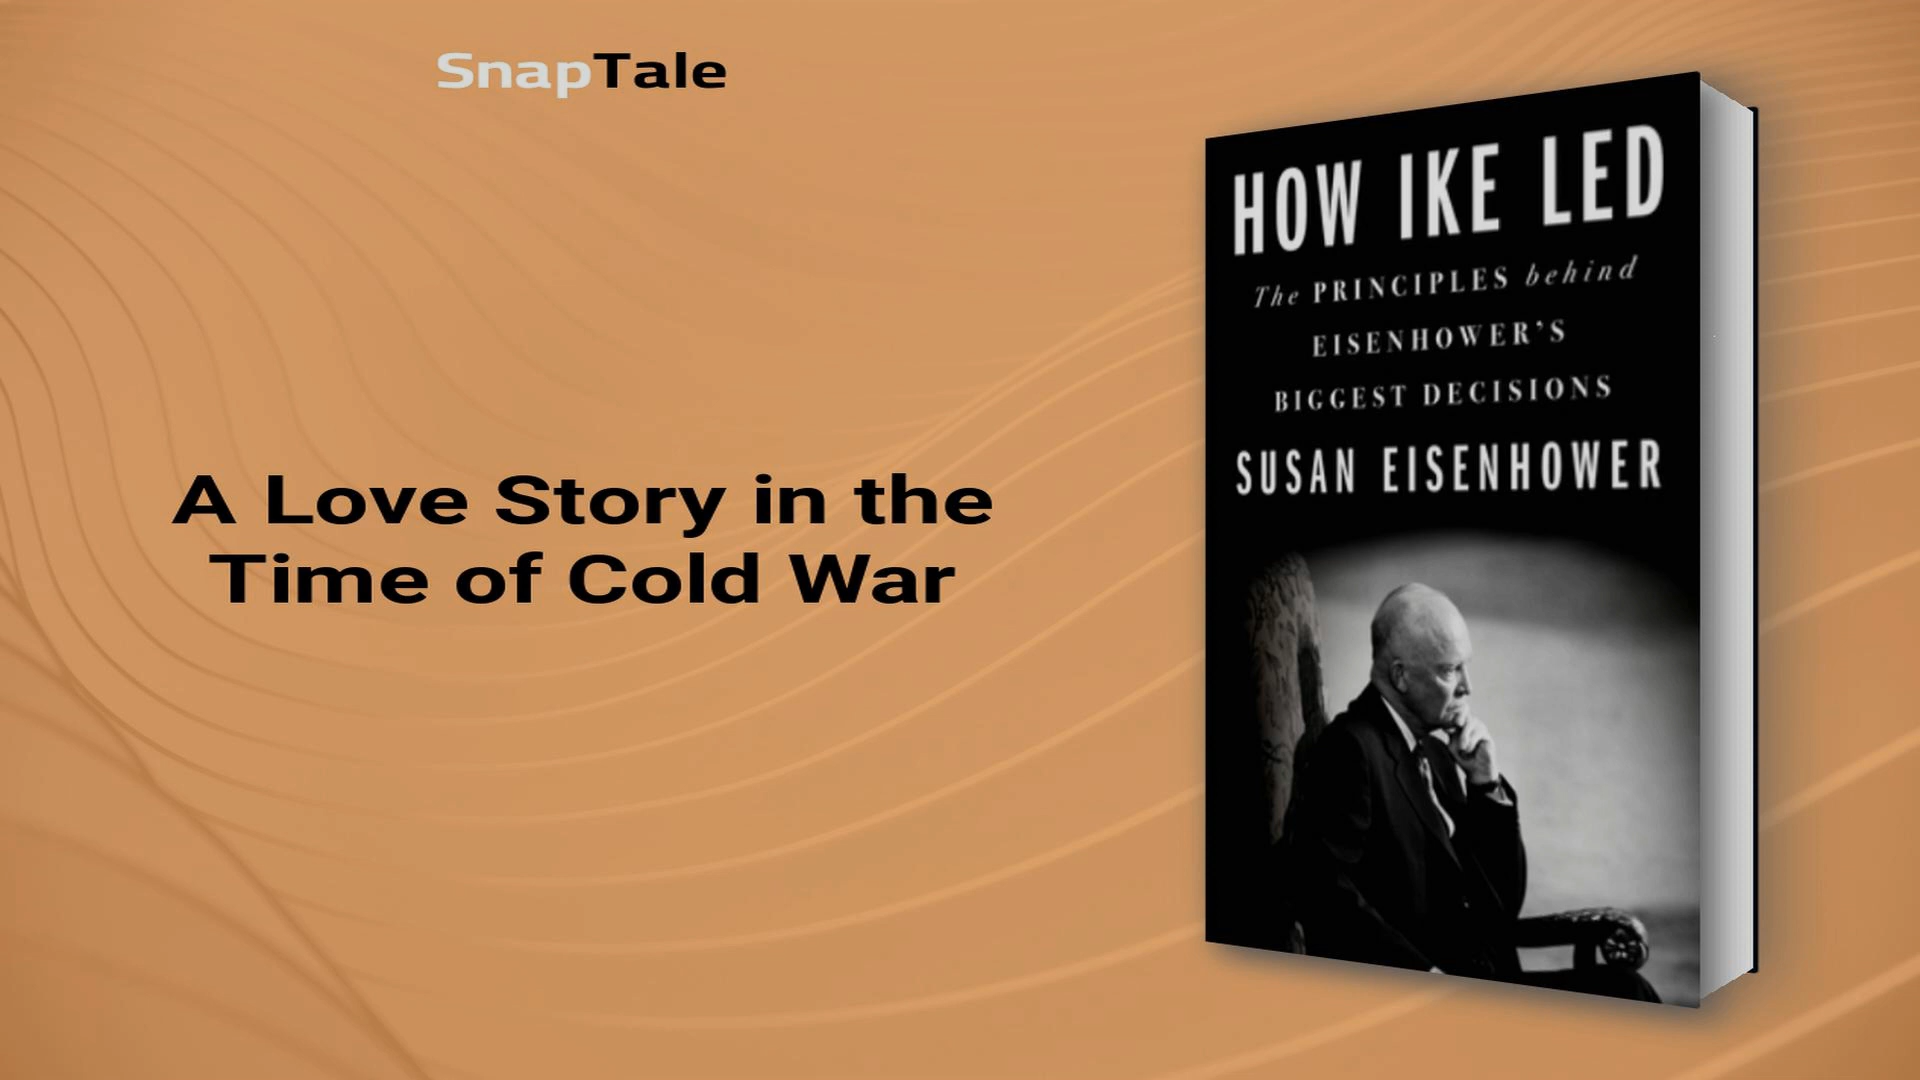 SnapTale
A Love Story in the
Time of Cold War
HOW IKE LED
The PRINCIPLES behind
EISENHOWER'S
BIGGEST DECISIONS
SUSAN EISENHOWER